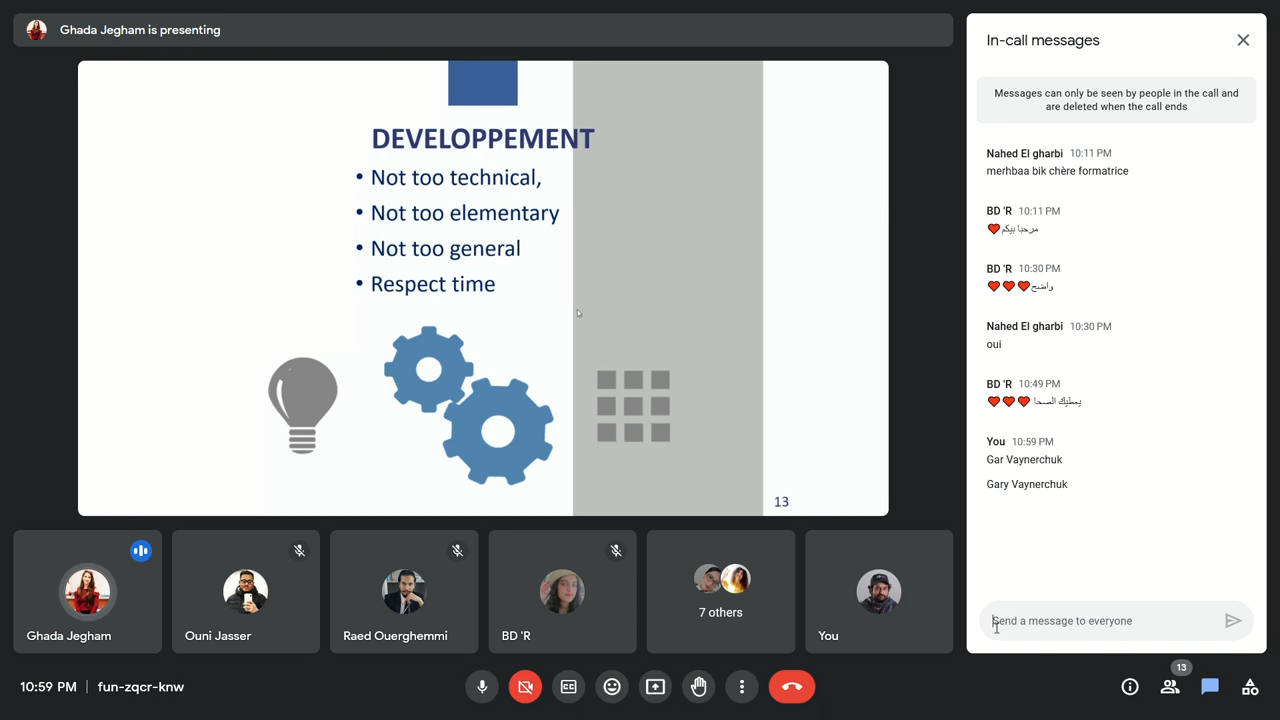 Ghada Jegham is presenting
DEVELOPPEMENT
• Not too technical,
• Not too elementary
• Not too general
• Respect time
13
In-call messages
Messages can only be seen by people in the call and
are deleted when the call ends
Nahed El gharbi 10:11 PM
merhbaa bik chère formatrice
BD 'R 10:11 PM
❤️مرحبا بيكم
BD 'R 10:30 PM
❤️❤️❤️واضح
Nahed El gharbi 10:30 PM
oui
BD 'R 10:49 PM
❤️❤️❤️ يعطيك الصحا
You 10:59 PM
Gar Vaynerchuk
Gary Vaynerchuk
Send a message to everyone
Ghada Jegham
Ouni Jasser
Raed Ouerghemmi
BD 'R
7 others
You
10:59 PM | fun-zqcr-knw
13